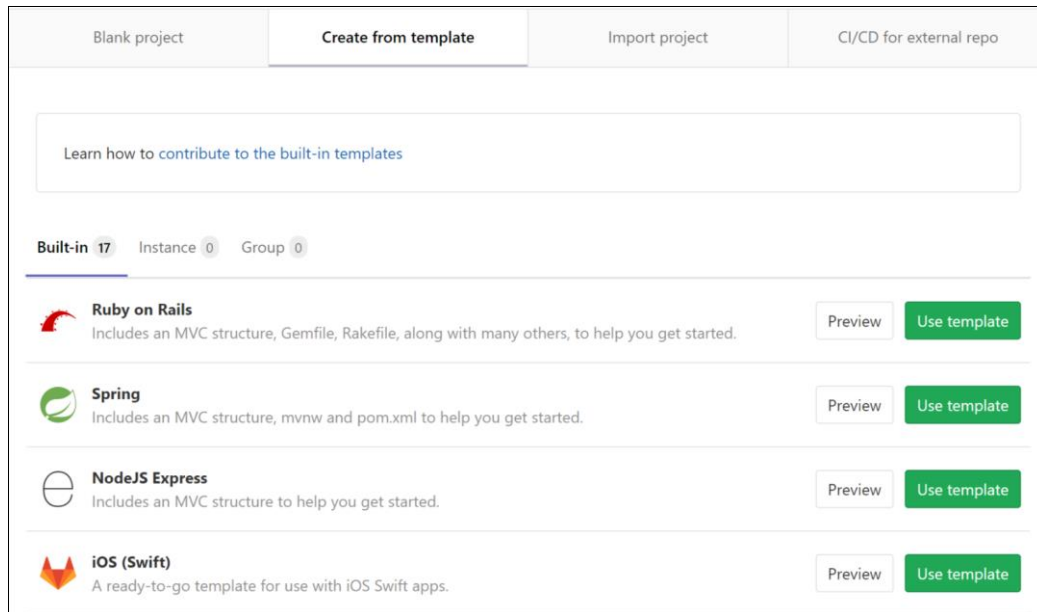 Blank project
Create from template
Import project
CI/CD for external repo
Learn how to contribute to the built-in templates
Built-in 17
Instance 0
Group 0
Ruby on Rails
Includes an MVC structure, Gemfile, Rakefile, along with many others, to help you get started.
Preview
Use template
Spring
Includes an MVC structure, mvnw and pom.xml to help you get started.
Preview
Use template
NodeJS Express
Includes an MVC structure to help you get started.
Preview
Use template
iOS (Swift)
A ready-to-go template for use with iOS Swift apps.
Preview
Use template